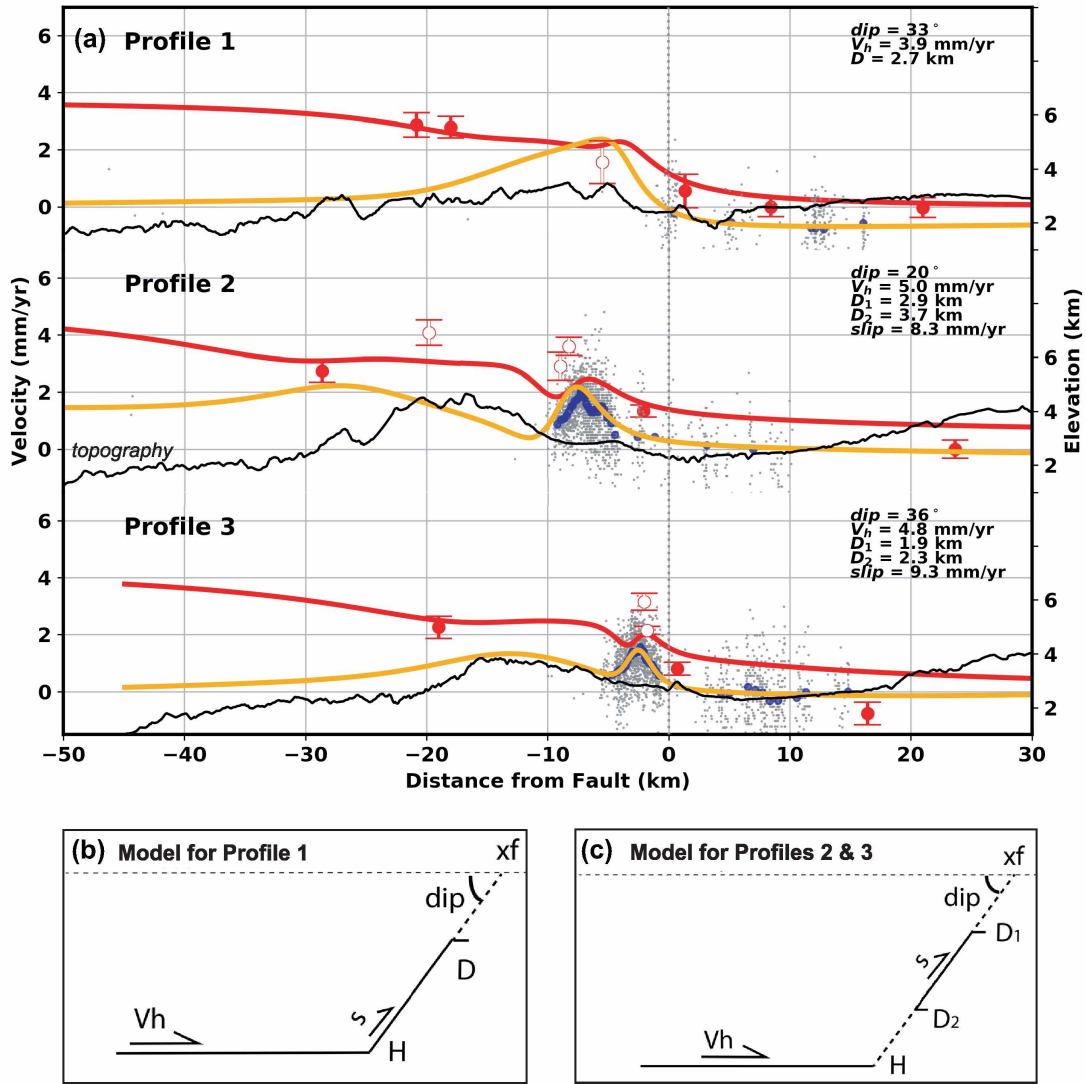 (a) Profile 1
dip = 33°
Vh = 3.9 mm/yr
D = 2.7 km
6
4
2
0
6
4
2
Profile 2
dip = 20°
Vh = 5.0 mm/yr
D1 = 2.9 km
D2 = 3.7 km
slip = 8.3 mm/yr
6
4
2
0
6
4
2
topography
Velocity (mm/yr)
Elevation (km)
Profile 3
dip = 36°
Vh = 4.8 mm/yr
D1 = 1.9 km
D2 = 2.3 km
slip = 9.3 mm/yr
6
4
2
0
6
4
2
−50 −40 −30 −20 −10 0 10 20 30
Distance from Fault (km)
(b) Model for Profile 1
xf
dip
D
s
Vh
H
(c) Model for Profiles 2 & 3
xf
dip
D1
s
D2
Vh
H